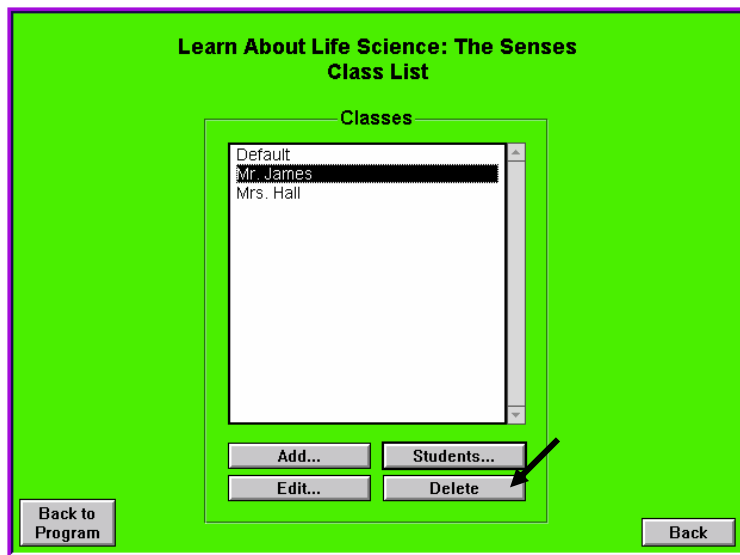 Learn About Life Science: The Senses
Class List
Classes
Default
Mr. James
Mrs. Hall
Add...
Students...
Edit...
Delete
Back to
Program
Back